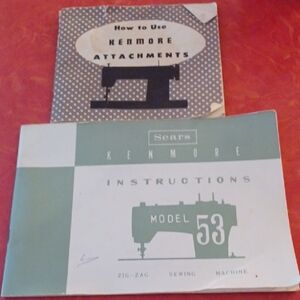 How to Use
KENMORE
ATTACHMENTS
Sears
KENMORE
INSTRUCTIONS
MODEL 53
ZIG-ZAG SEWING MACHINE